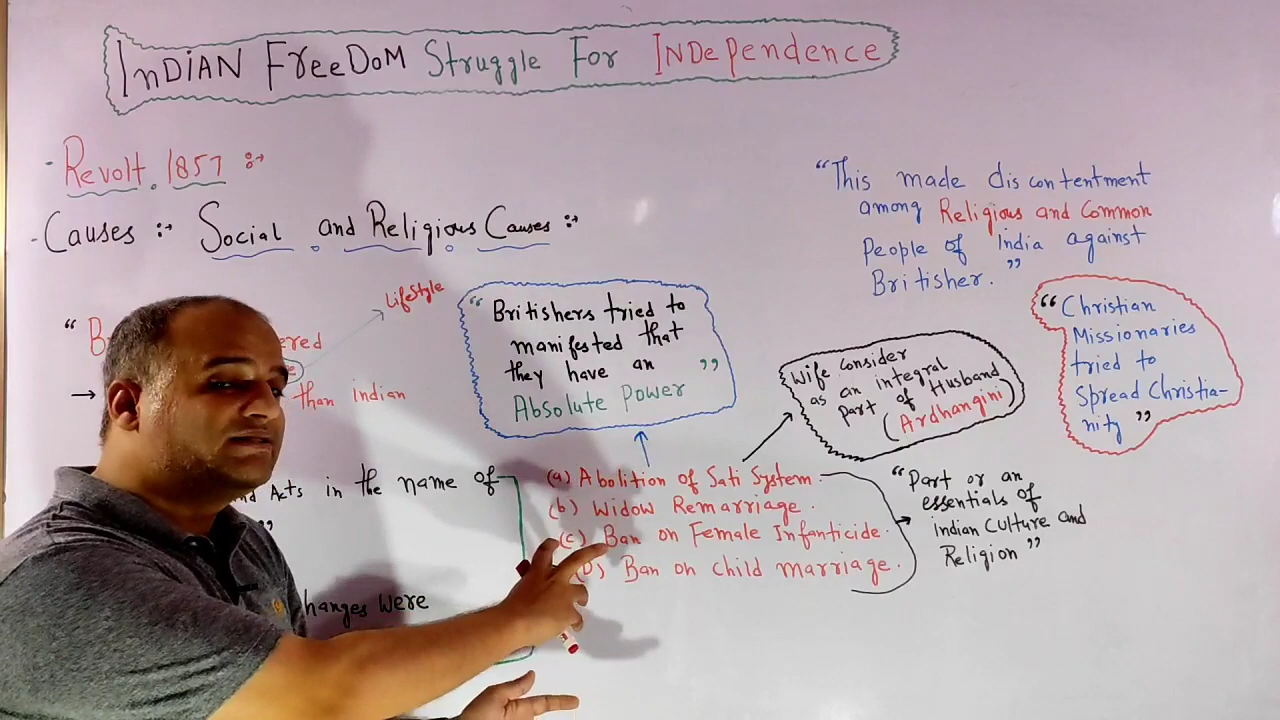 INDIAN FreeDoM Struggle For INDependence
Revolt 1857 :→
Causes :→ Social and Religious Causes :→
"This made discontentment
among Religious and Common
People of India against
Britisher."
Lifestyle
than indian
"Britishers tried to
manifested that
they have an"
Absolute Power
Wife consider
as an integral
part of Husband
(Ardhangini)
"Christian
Missionaries
tried to
Spread Christia-
nity"
Acts in the name of
(a) Abolition of Sati System.
(b) Widow Remarriage.
(c) Ban on Female Infanticide.
(D) Ban on child marriage.
"Part or an
essentials of
indian Culture and
Religion"
hanges were